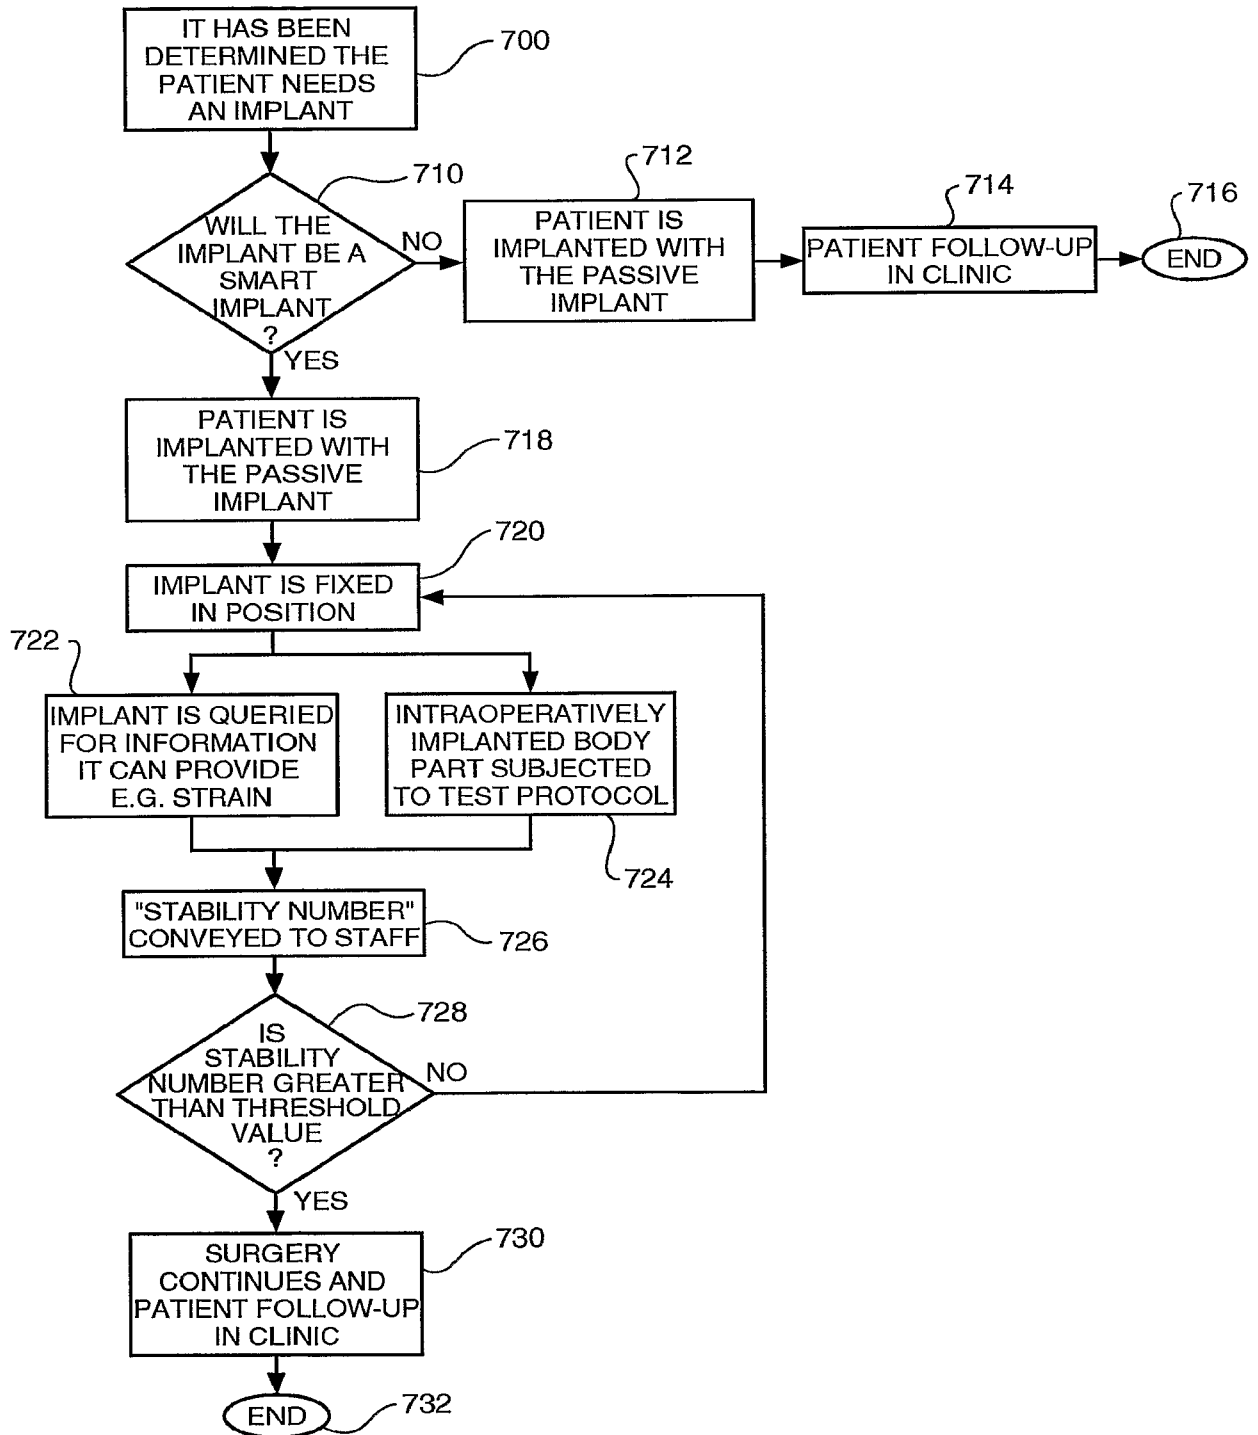 IT HAS BEEN
DETERMINED THE
PATIENT NEEDS
AN IMPLANT
700
WILL THE
IMPLANT BE A
SMART
IMPLANT
?
710
NO
YES
PATIENT IS
IMPLANTED WITH
THE PASSIVE
IMPLANT
712
PATIENT FOLLOW-UP
IN CLINIC
714
END
716
PATIENT IS
IMPLANTED WITH
THE PASSIVE
IMPLANT
718
IMPLANT IS FIXED
IN POSITION
720
722
IMPLANT IS QUERIED
FOR INFORMATION
IT CAN PROVIDE
E.G. STRAIN
INTRAOPERATIVELY
IMPLANTED BODY
PART SUBJECTED
TO TEST PROTOCOL
724
"STABILITY NUMBER"
CONVEYED TO STAFF
726
IS
STABILITY
NUMBER GREATER
THAN THRESHOLD
VALUE
?
728
NO
YES
SURGERY
CONTINUES AND
PATIENT FOLLOW-UP
IN CLINIC
730
END
732